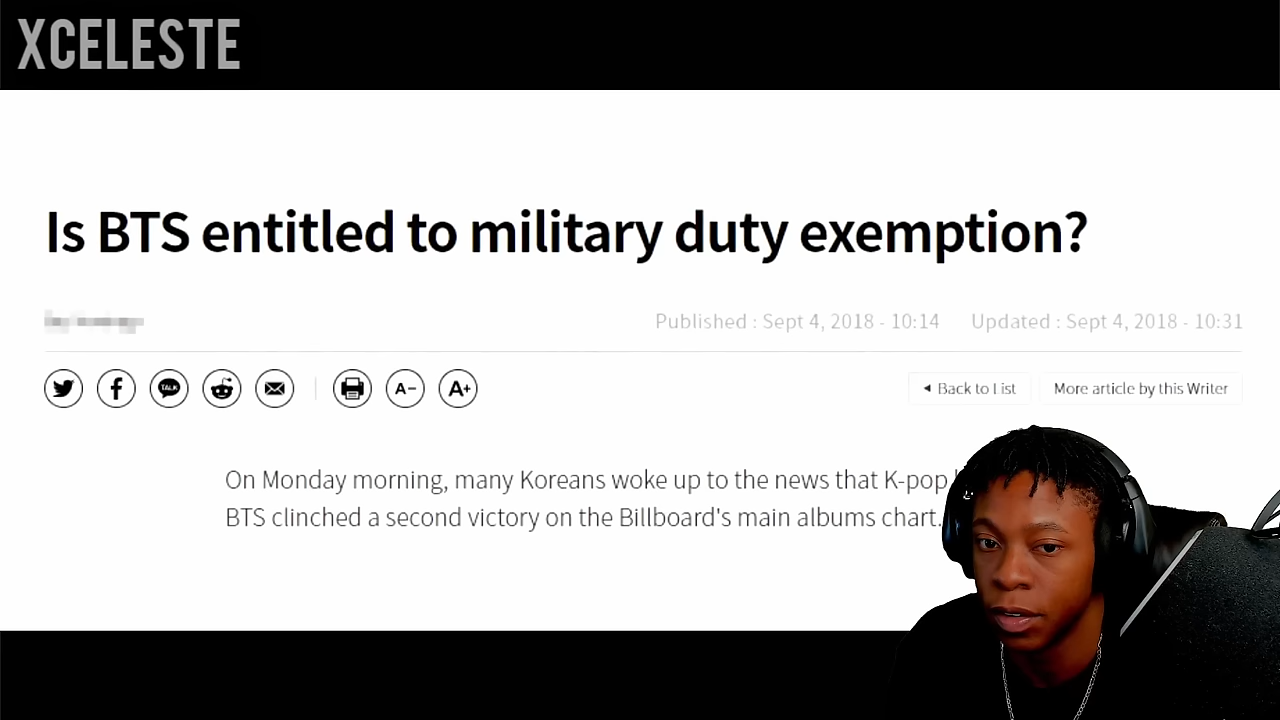 XCELESTE
Is BTS entitled to military duty exemption?
Published : Sept 4, 2018 - 10:14 Updated : Sept 4, 2018 - 10:31
TALK A- A+ Back to List More article by this Writer
On Monday morning, many Koreans woke up to the news that K-pop
BTS clinched a second victory on the Billboard's main albums chart.